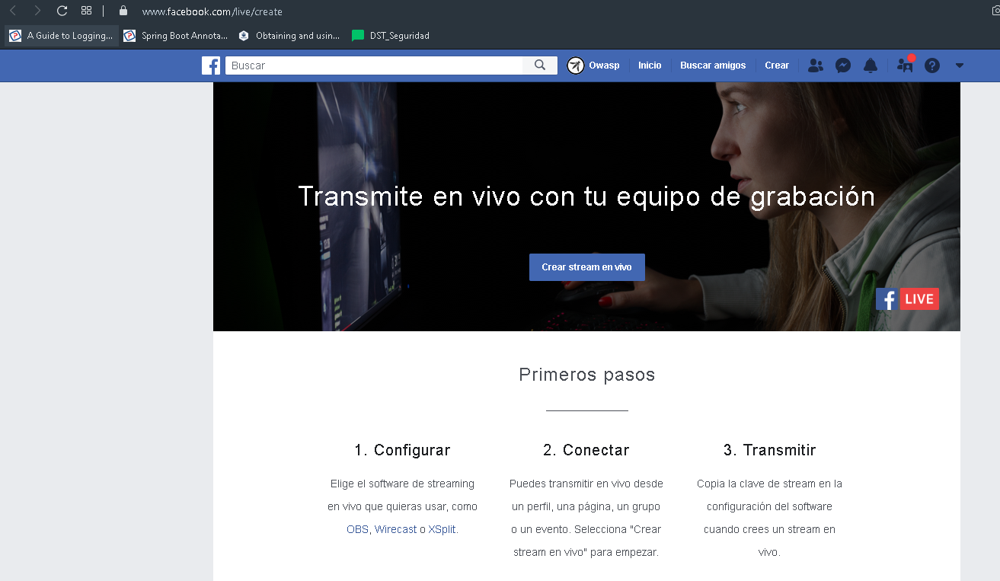 www.facebook.com/live/create
A Guide to Logging... Spring Boot Annota... Obtaining and usin... DST_Seguridad
Buscar Owasp Inicio Buscar amigos Crear
Transmite en vivo con tu equipo de grabación
Crear stream en vivo
LIVE
Primeros pasos
1. Configurar
Elige el software de streaming
en vivo que quieras usar, como
OBS, Wirecast o XSplit.
2. Conectar
Puedes transmitir en vivo desde
un perfil, una página, un grupo
o un evento. Selecciona "Crear
stream en vivo" para empezar.
3. Transmitir
Copia la clave de stream en la
configuración del software
cuando crees un stream en
vivo.